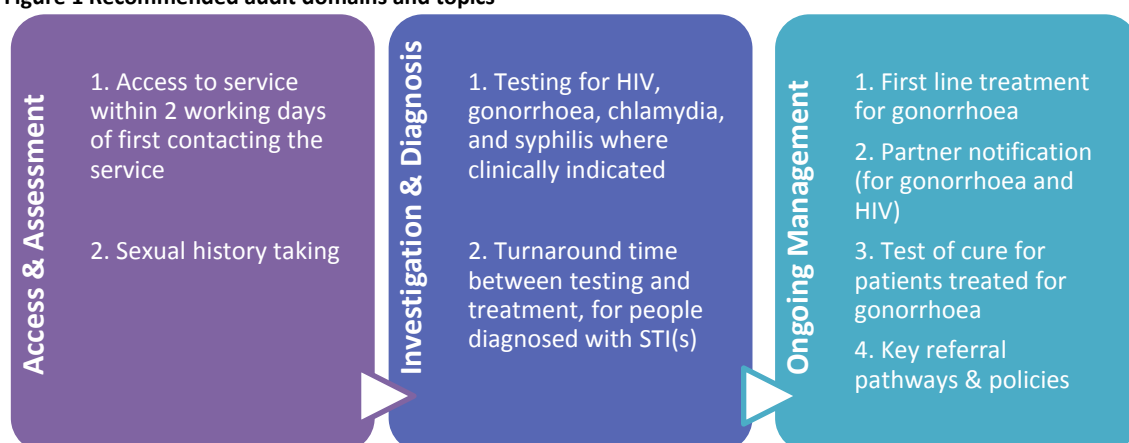 Figure 1 Recommended audit domains and topics
Access & Assessment
1. Access to service
within 2 working days
of first contacting the
service
2. Sexual history taking
Investigation & Diagnosis
1. Testing for HIV,
gonorrhoea, chlamydia,
and syphilis where
clinically indicated
2. Turnaround time
between testing and
treatment, for people
diagnosed with STI(s)
Ongoing Management
1. First line treatment
for gonorrhoea
2. Partner notification
(for gonorrhoea and
HIV)
3. Test of cure for
patients treated for
gonorrhoea
4. Key referral
pathways & policies